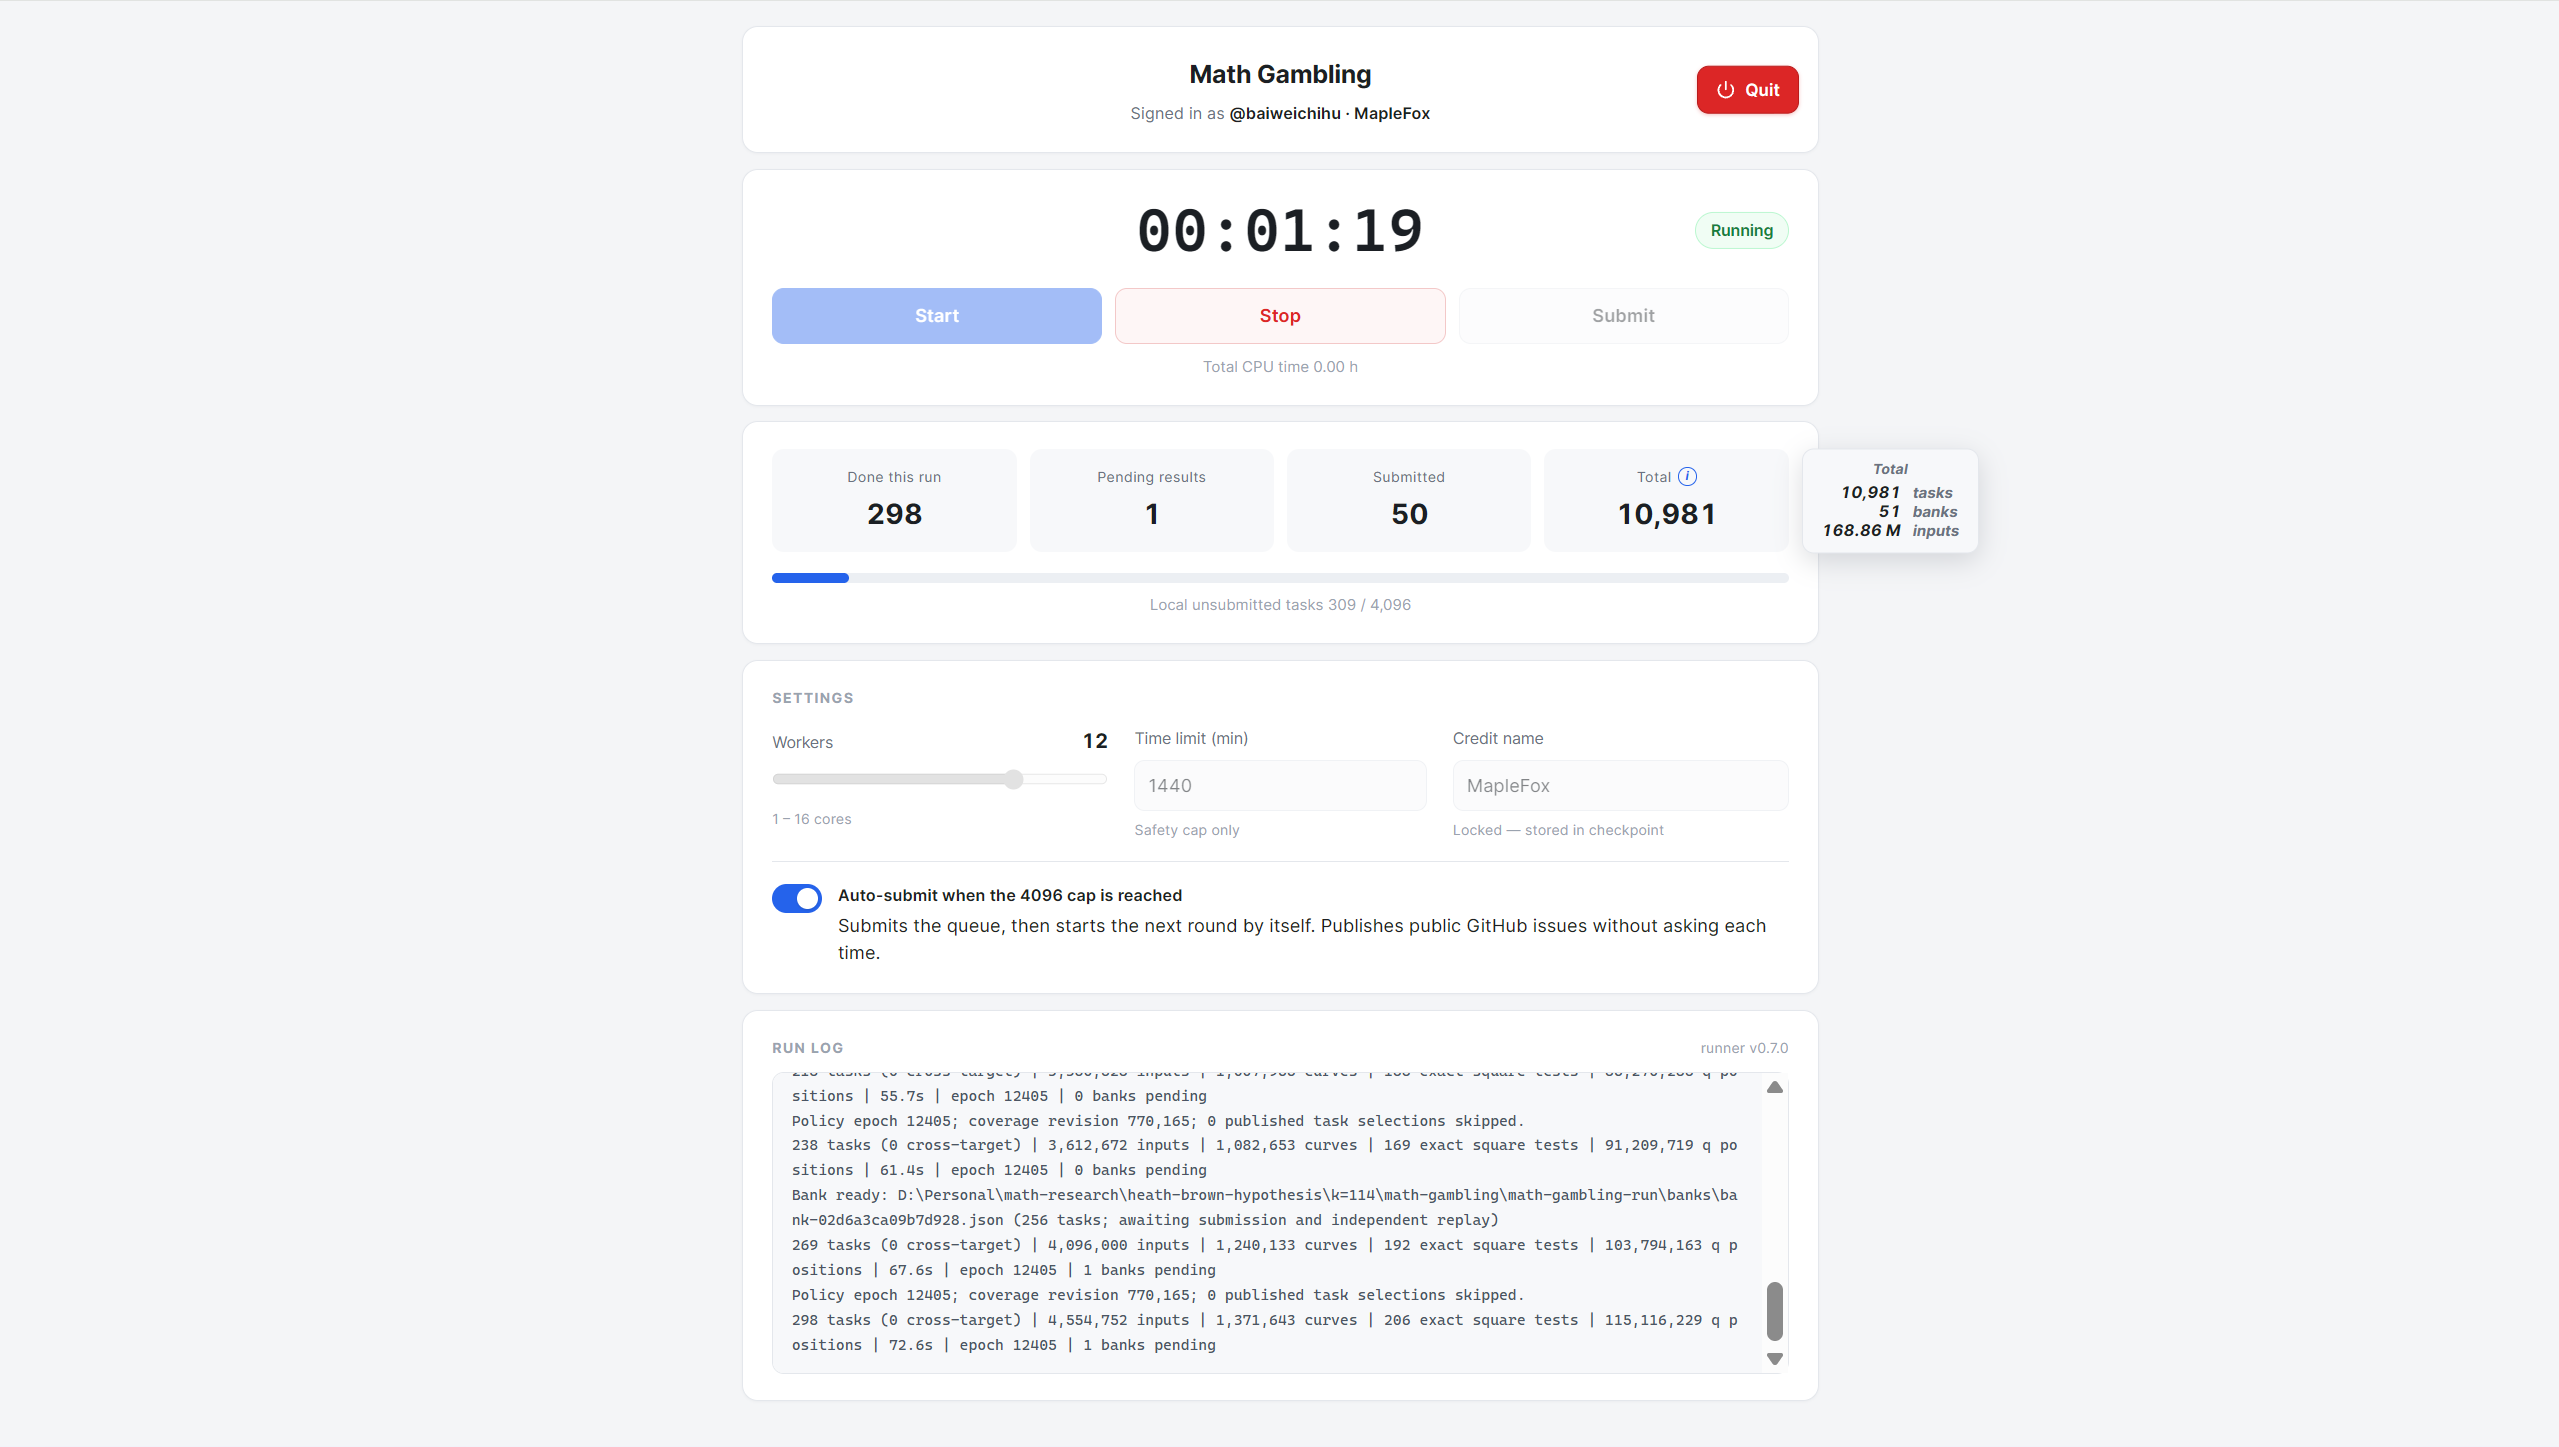 Math Gambling
Signed in as @baiweichihu · MapleFox
Quit
00:01:19
Running
Start
Stop
Submit
Total CPU time 0.00 h
Done this run
298
Pending results
1
Submitted
50
Total i
10,981
Total
10,981 tasks
51 banks
168.86 M inputs
Local unsubmitted tasks 309 / 4,096
SETTINGS
Workers 12
1 – 16 cores
Time limit (min)
1440
Safety cap only
Credit name
MapleFox
Locked — stored in checkpoint
Auto-submit when the 4096 cap is reached
Submits the queue, then starts the next round by itself. Publishes public GitHub issues without asking each
time.
RUN LOG
runner v0.7.0
sitions | 55.7s | epoch 12405 | 0 banks pending
Policy epoch 12405; coverage revision 770,165; 0 published task selections skipped.
238 tasks (0 cross-target) | 3,612,672 inputs | 1,082,653 curves | 169 exact square tests | 91,209,719 q po
sitions | 61.4s | epoch 12405 | 0 banks pending
Bank ready: D:\Personal\math-research\heath-brown-hypothesis\k=114\math-gambling\math-gambling-run\banks\ba
nk-02d6a3ca09b7d928.json (256 tasks; awaiting submission and independent replay)
269 tasks (0 cross-target) | 4,096,000 inputs | 1,240,133 curves | 192 exact square tests | 103,794,163 q p
ositions | 67.6s | epoch 12405 | 1 banks pending
Policy epoch 12405; coverage revision 770,165; 0 published task selections skipped.
298 tasks (0 cross-target) | 4,554,752 inputs | 1,371,643 curves | 206 exact square tests | 115,116,229 q p
ositions | 72.6s | epoch 12405 | 1 banks pending